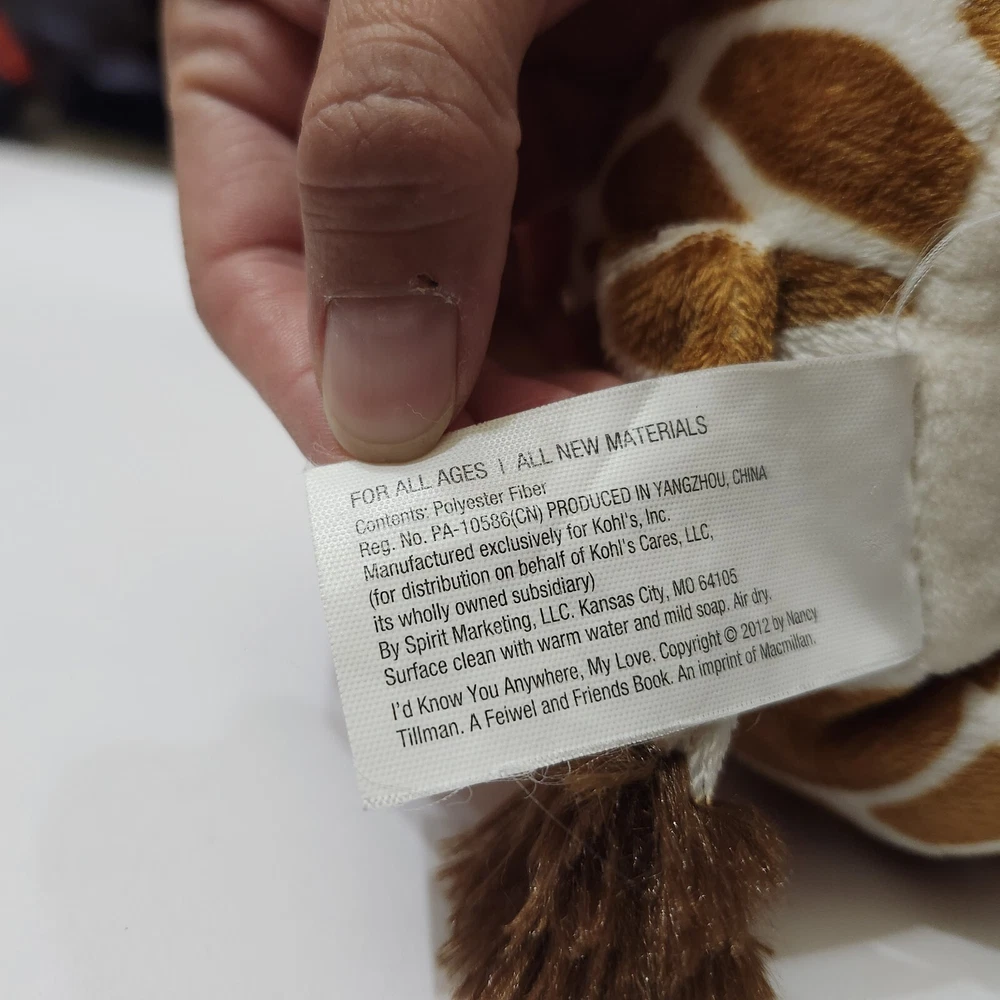 FOR ALL AGES | ALL NEW MATERIALS
Contents: Polyester Fiber
Reg. No. PA-10586(CN) PRODUCED IN YANGZHOU, CHINA
Manufactured exclusively for Kohl's, Inc.
(for distribution on behalf of Kohl's Cares, LLC,
its wholly owned subsidiary)
By Spirit Marketing, LLC. Kansas City, MO 64105
Surface clean with warm water and mild soap. Air dry.
I'd Know You Anywhere, My Love. Copyright © 2012 by Nancy
Tillman. A Feiwel and Friends Book. An imprint of Macmillan.